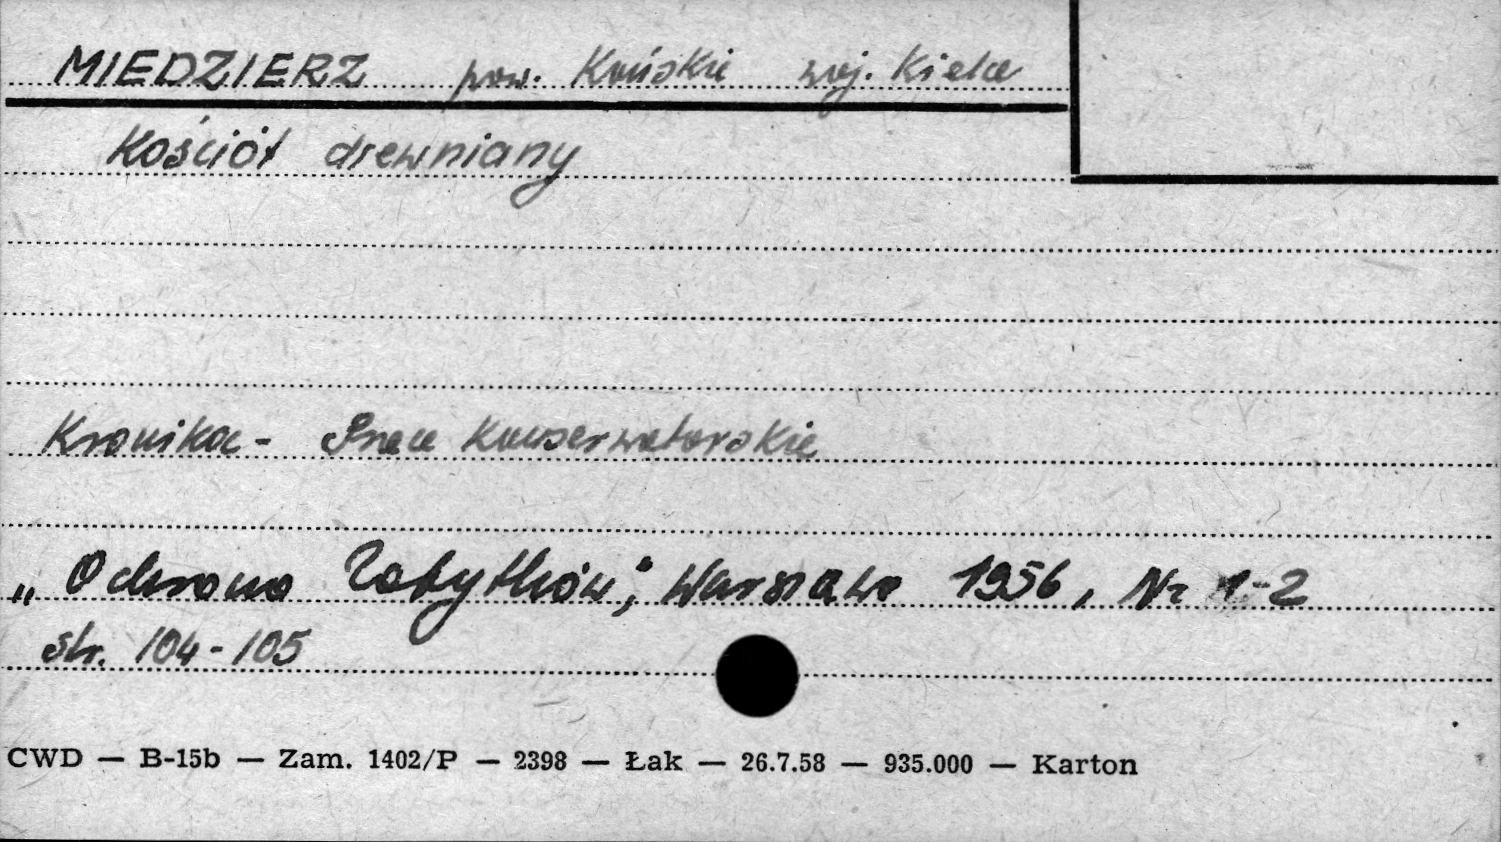 MIEDZIERZ pow. Końskie woj. Kielce
Kościół drewniany
Kronika - Prace konserwatorskie
„Ochrona Zabytków", Warszawa 1956, Nr 1-2
str. 104-105
CWD — B-15b — Zam. 1402/P — 2398 — Łak — 26.7.58 — 935.000 — Karton